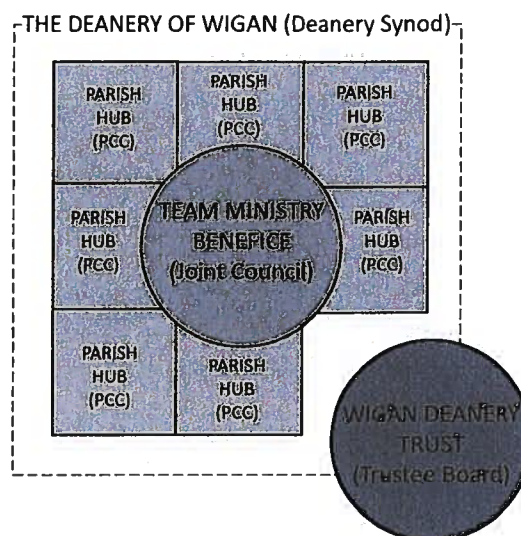 THE DEANERY OF WIGAN (Deanery Synod)
PARISH
HUB
(PCC)
PARISH
HUB
(PCC)
PARISH
HUB
(PCC)
PARISH
HUB
(PCC)
TEAM MINISTRY
BENEFICE
(Joint Council)
PARISH
HUB
(PCC)
PARISH
HUB
(PCC)
PARISH
HUB
(PCC)
WIGAN DEANERY
TRUST
(Trustee Board)